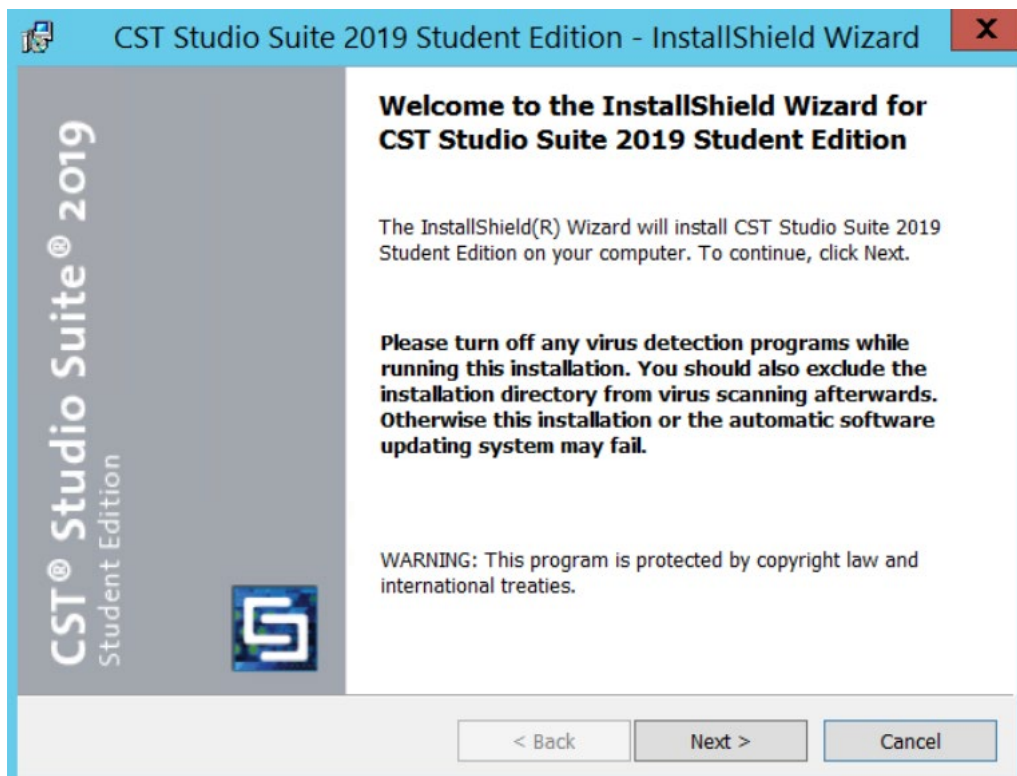 CST Studio Suite 2019 Student Edition - InstallShield Wizard
X
CST® Studio Suite® 2019
Student Edition
Welcome to the InstallShield Wizard for
CST Studio Suite 2019 Student Edition
The InstallShield(R) Wizard will install CST Studio Suite 2019
Student Edition on your computer. To continue, click Next.
Please turn off any virus detection programs while
running this installation. You should also exclude the
installation directory from virus scanning afterwards.
Otherwise this installation or the automatic software
updating system may fail.
WARNING: This program is protected by copyright law and
international treaties.
< Back
Next >
Cancel